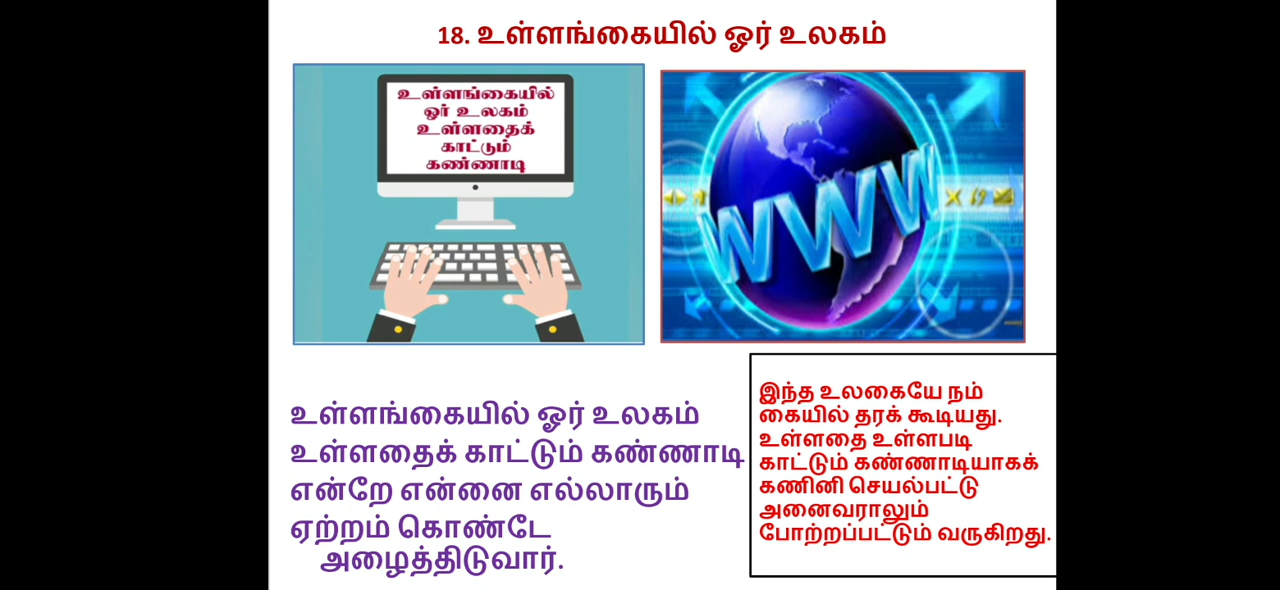 18. உள்ளங்கையில் ஓர் உலகம்
உள்ளங்கையில்
ஓர் உலகம்
உள்ளதைக்
காட்டும்
கண்ணாடி
WWW
உள்ளங்கையில் ஓர் உலகம்
உள்ளதைக் காட்டும் கண்ணாடி
என்றே என்னை எல்லாரும்
ஏற்றம் கொண்டே
அழைத்திடுவார்.
இந்த உலகையே நம்
கையில் தரக் கூடியது.
உள்ளதை உள்ளபடி
காட்டும் கண்ணாடியாகக்
கணினி செயல்பட்டு
அனைவராலும்
போற்றப்பட்டும் வருகிறது.